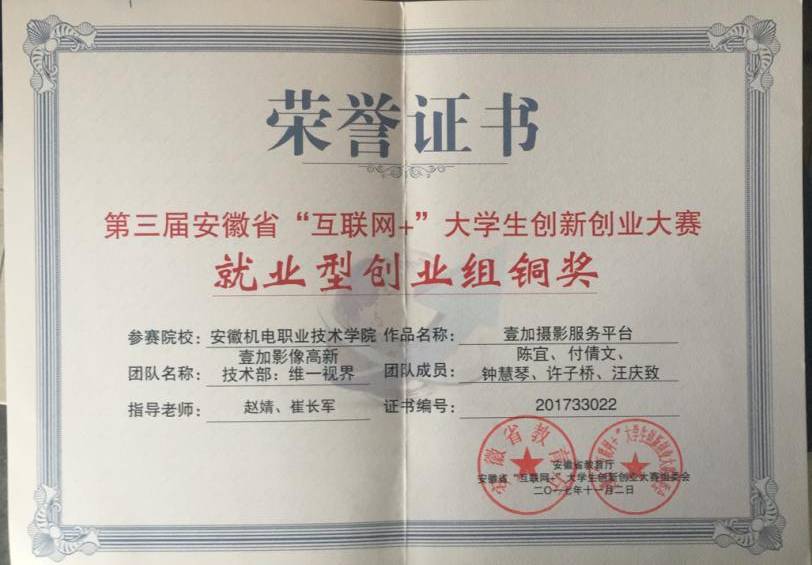 荣誉证书
第三届安徽省“互联网+”大学生创新创业大赛
就业型创业组铜奖
参赛院校：安徽机电职业技术学院 作品名称：壹加摄影服务平台
团队名称：壹加影像高新技术部：维一视界
团队成员：陈宜、付倩文、
钟慧琴、许子桥、汪庆致
指导老师：赵婧、崔长军 证书编号：201733022
安徽省教育厅
安徽省“互联网+”大学生创新创业大赛组委会
二〇一七年十一月二日